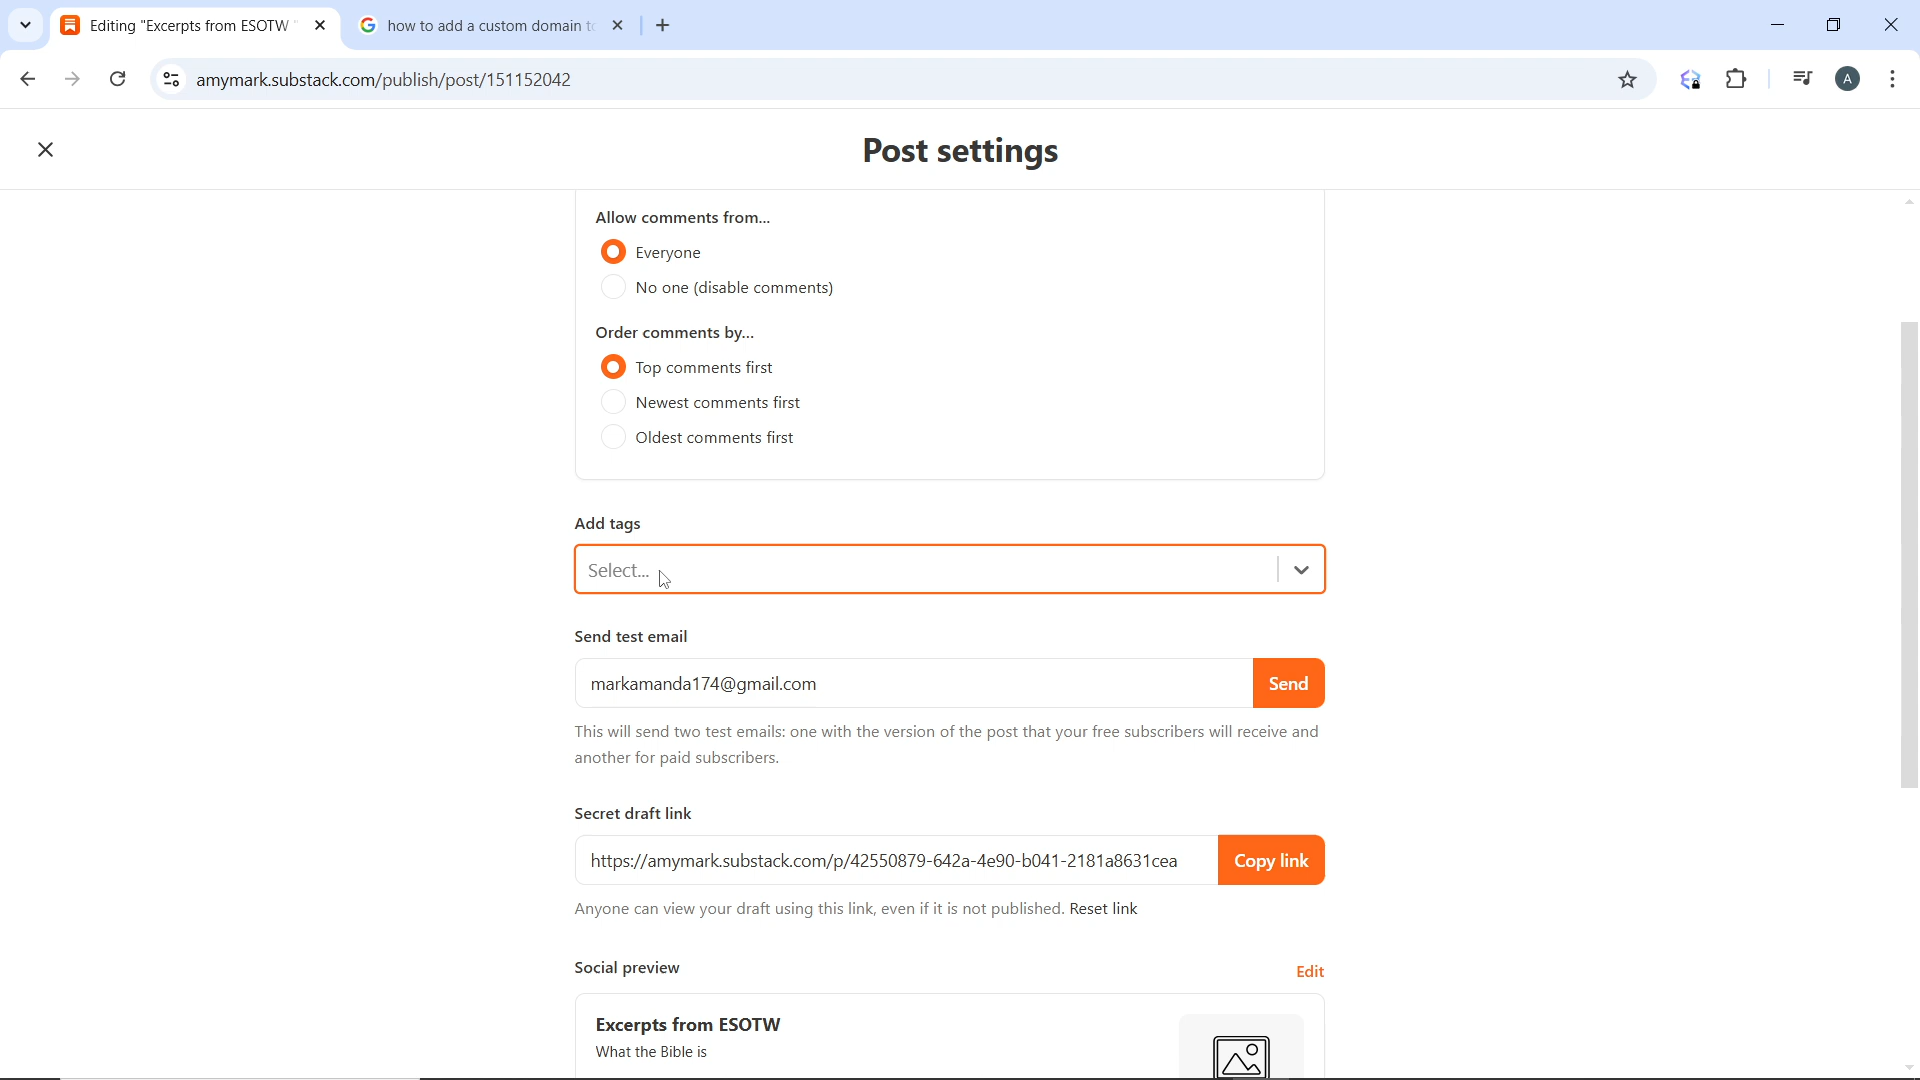 Editing "Excerpts from ESOTW "
how to add a custom domain to
amymark.substack.com/publish/post/151152042
A
Post settings
Allow comments from...
Everyone
No one (disable comments)
Order comments by...
Top comments first
Newest comments first
Oldest comments first
Add tags
Select...
Send test email
markamanda174@gmail.com
Send
This will send two test emails: one with the version of the post that your free subscribers will receive and
another for paid subscribers.
Secret draft link
https://amymark.substack.com/p/42550879-642a-4e90-b041-2181a8631cea
Copy link
Anyone can view your draft using this link, even if it is not published. Reset link
Social preview
Edit
Excerpts from ESOTW
What the Bible is